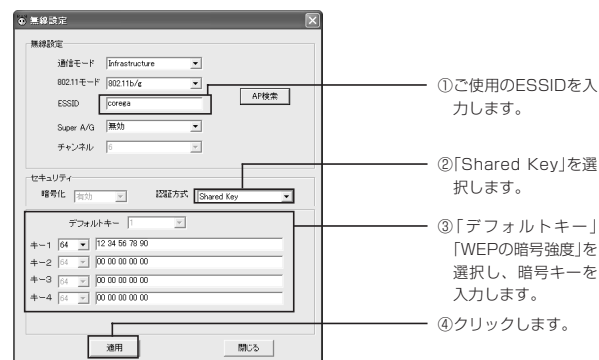 無線設定
無線設定
通信モード Infrastructure
802.11モード 802.11b/g
ESSID corega AP検索
Super A/G 無効
チャンネル 6
セキュリティ
暗号化 有効 認証方式 Shared Key
デフォルトキー 1
キー1 64 12 34 56 78 90
キー2 64 00 00 00 00 00
キー3 64 00 00 00 00 00
キー4 64 00 00 00 00 00
適用 閉じる
①ご使用のESSIDを入
力します。
②「Shared Key」を選
択します。
③「デフォルトキー」
「WEPの暗号強度」を
選択し、暗号キーを
入力します。
④クリックします。